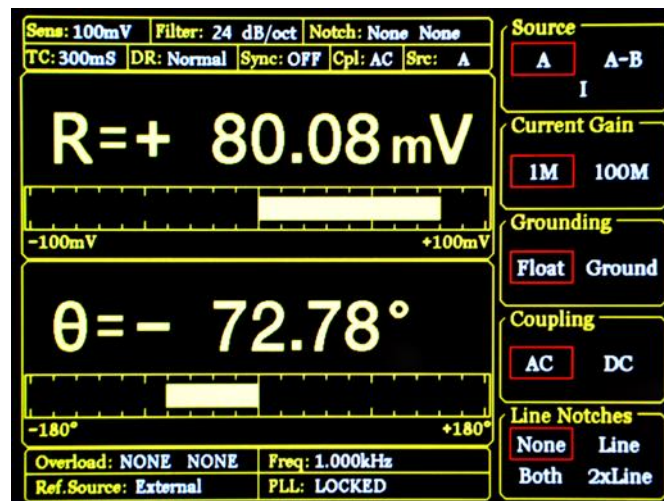 Sens: 100mV Filter: 24 dB/oct Notch: None None
TC: 300mS DR: Normal Sync: OFF Cpl: AC Src: A
R=+ 80.08 mV
-100mV +100mV
θ=- 72.78°
-180° +180°
Overload: NONE NONE Freq: 1.000kHz
Ref.Source: External PLL: LOCKED
Source
A A-B
I
Current Gain
1M 100M
Grounding
Float Ground
Coupling
AC DC
Line Notches
None Line
Both 2xLine